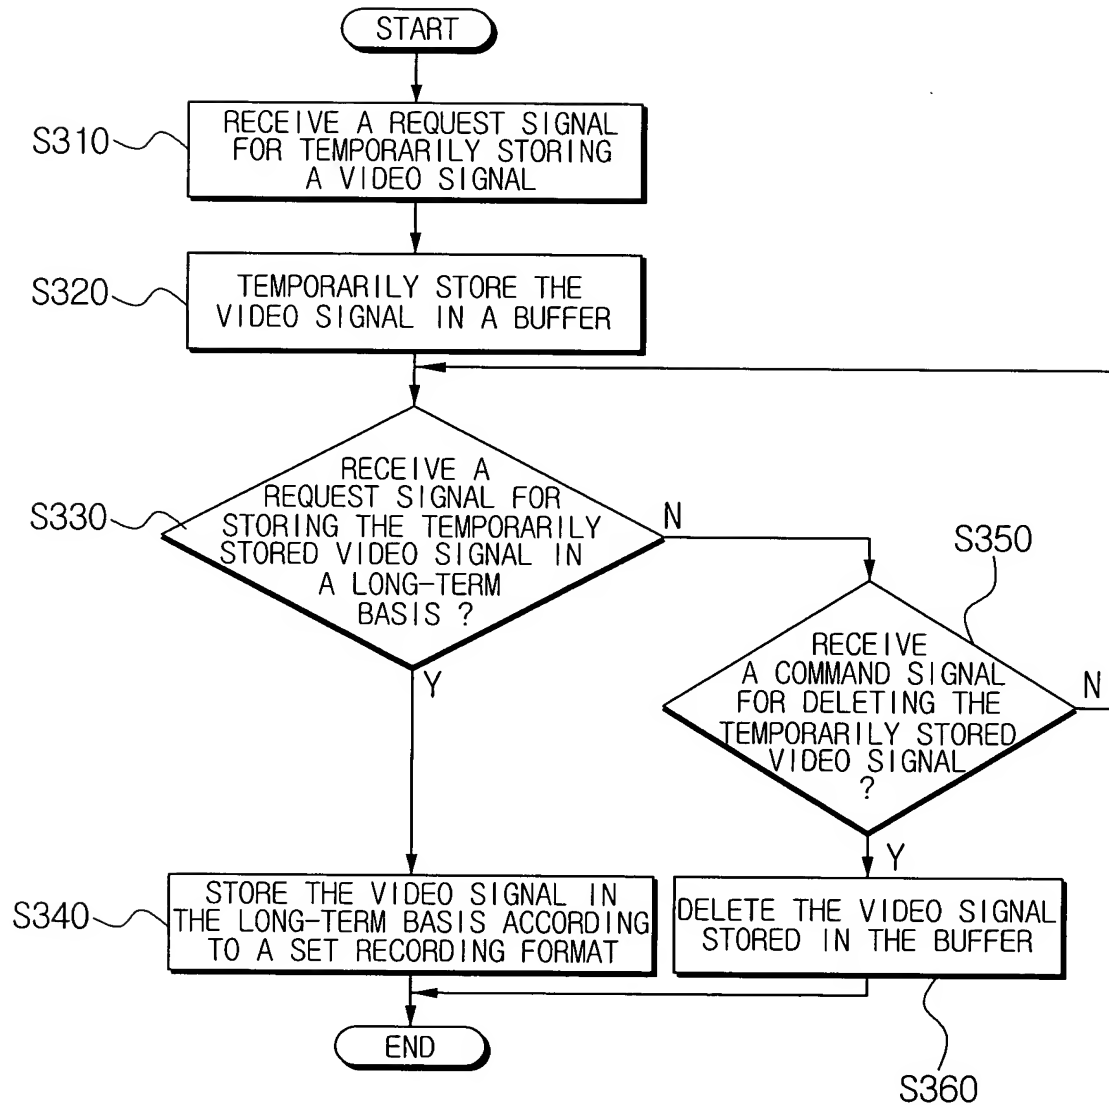 START
S310
RECEIVE A REQUEST SIGNAL
FOR TEMPORARILY STORING
A VIDEO SIGNAL
S320
TEMPORARILY STORE THE
VIDEO SIGNAL IN A BUFFER
S330
RECEIVE A
REQUEST SIGNAL FOR
STORING THE TEMPORARILY
STORED VIDEO SIGNAL IN
A LONG-TERM
BASIS ?
N
Y
S350
RECEIVE
A COMMAND SIGNAL
FOR DELETING THE
TEMPORARILY STORED
VIDEO SIGNAL
?
N
Y
S340
STORE THE VIDEO SIGNAL IN
THE LONG-TERM BASIS ACCORDING
TO A SET RECORDING FORMAT
DELETE THE VIDEO SIGNAL
STORED IN THE BUFFER
S360
END